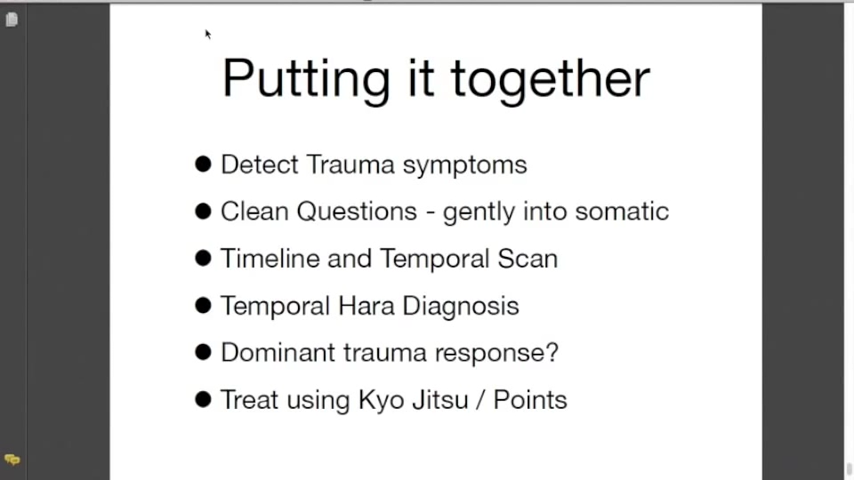 Putting it together
● Detect Trauma symptoms
● Clean Questions - gently into somatic
● Timeline and Temporal Scan
● Temporal Hara Diagnosis
● Dominant trauma response?
● Treat using Kyo Jitsu / Points